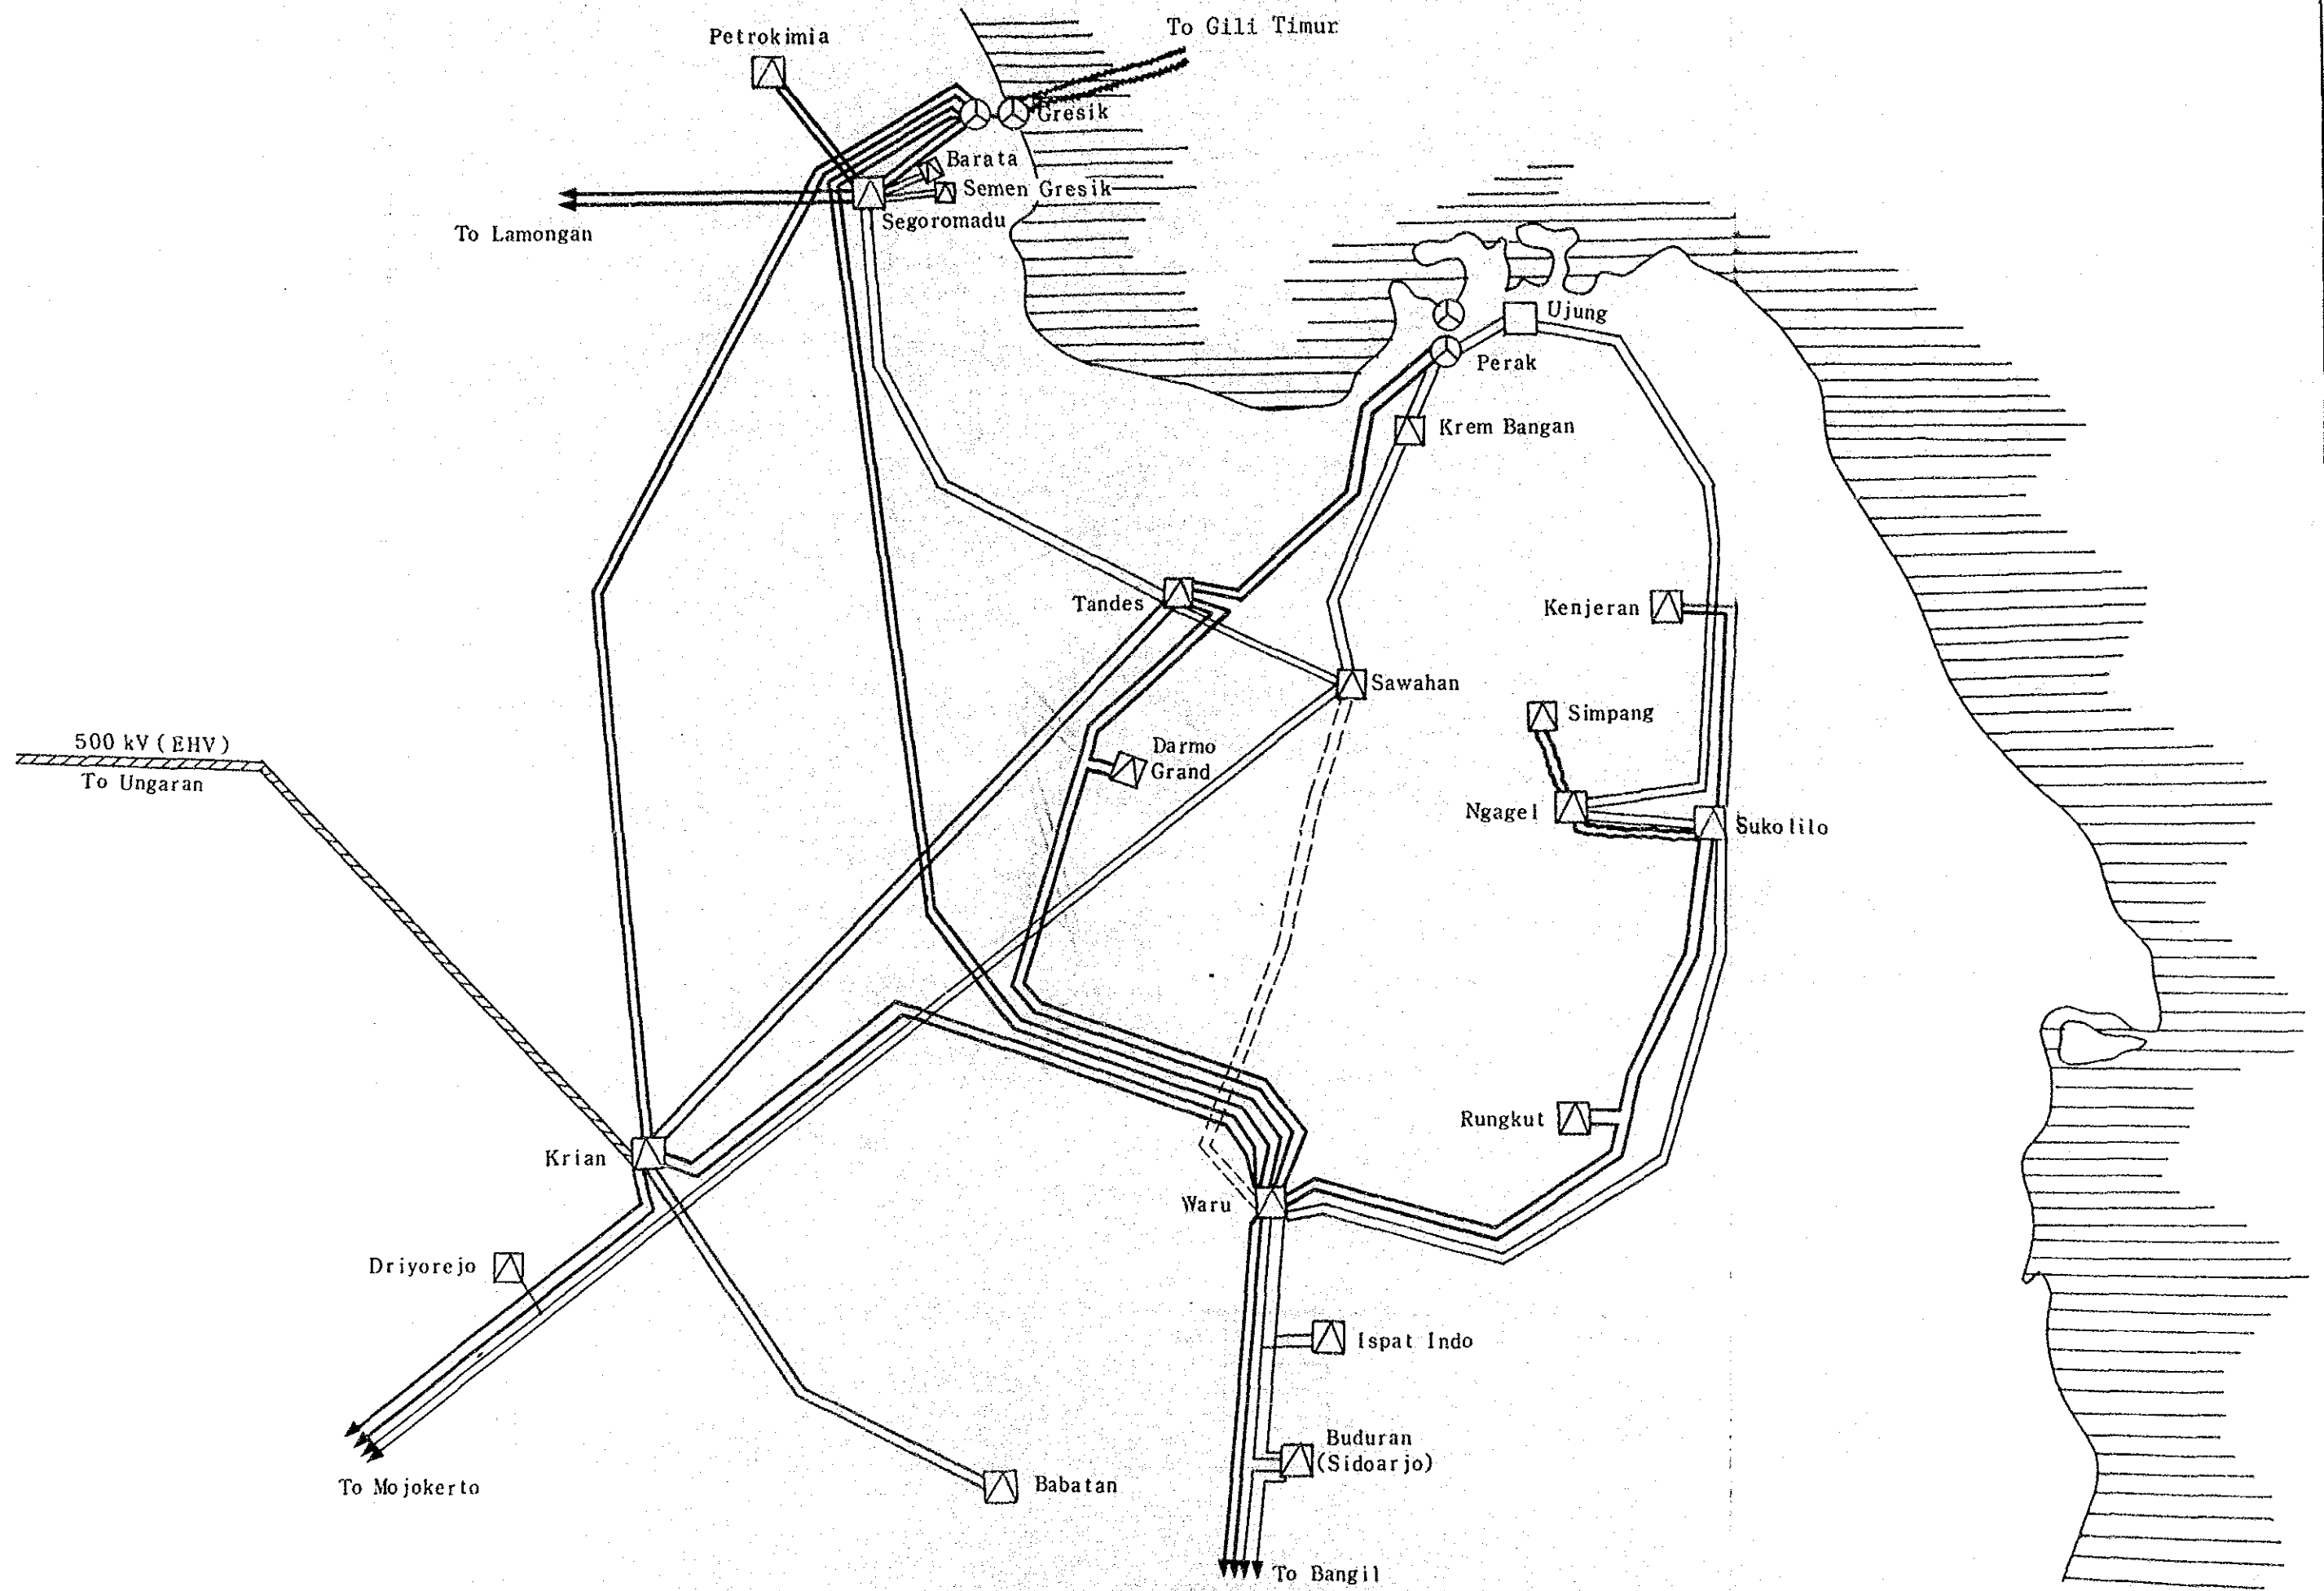 Petrokimia
To Gili Timur
Gresik
Barata
Semen Gresik
Segoromadu
To Lamongan
Ujung
Perak
Krem Bangan
Tandes
Kenjeran
Sawahan
Simpang
Darmo
Grand
500 kV (EHV)
To Ungaran
Ngagel
Sukolilo
Rungkut
Krian
Waru
Driyorejo
Ispat Indo
Buduran
(Sidoarjo)
To Mojokerto
Babatan
To Bangil